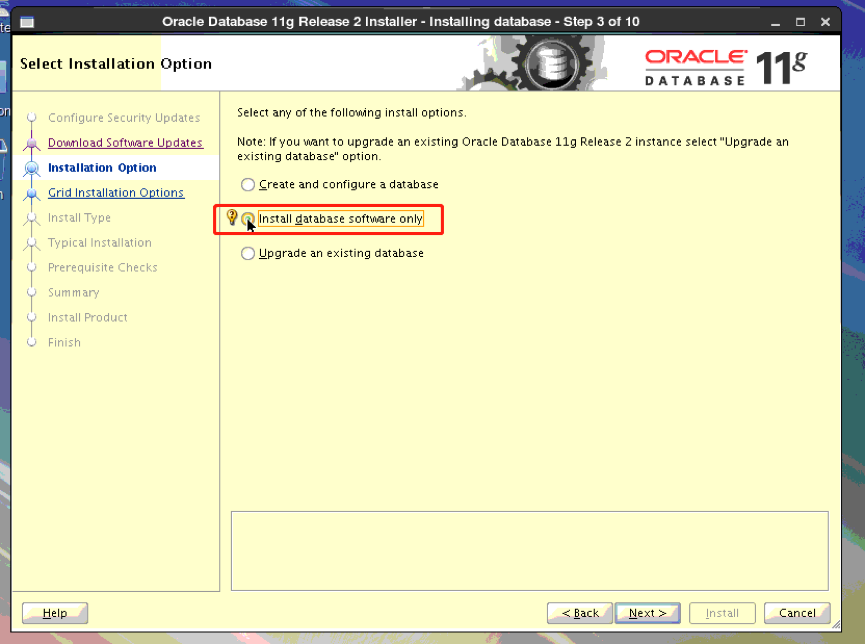 Oracle Database 11g Release 2 Installer - Installing database - Step 3 of 10
Select Installation Option
ORACLE
DATABASE
11g
Configure Security Updates
Download Software Updates
Installation Option
Grid Installation Options
Install Type
Typical Installation
Prerequisite Checks
Summary
Install Product
Finish
Select any of the following install options.
Note: If you want to upgrade an existing Oracle Database 11g Release 2 instance select "Upgrade an
existing database" option.
Create and configure a database
Install database software only
Upgrade an existing database
Help
< Back
Next >
Install
Cancel